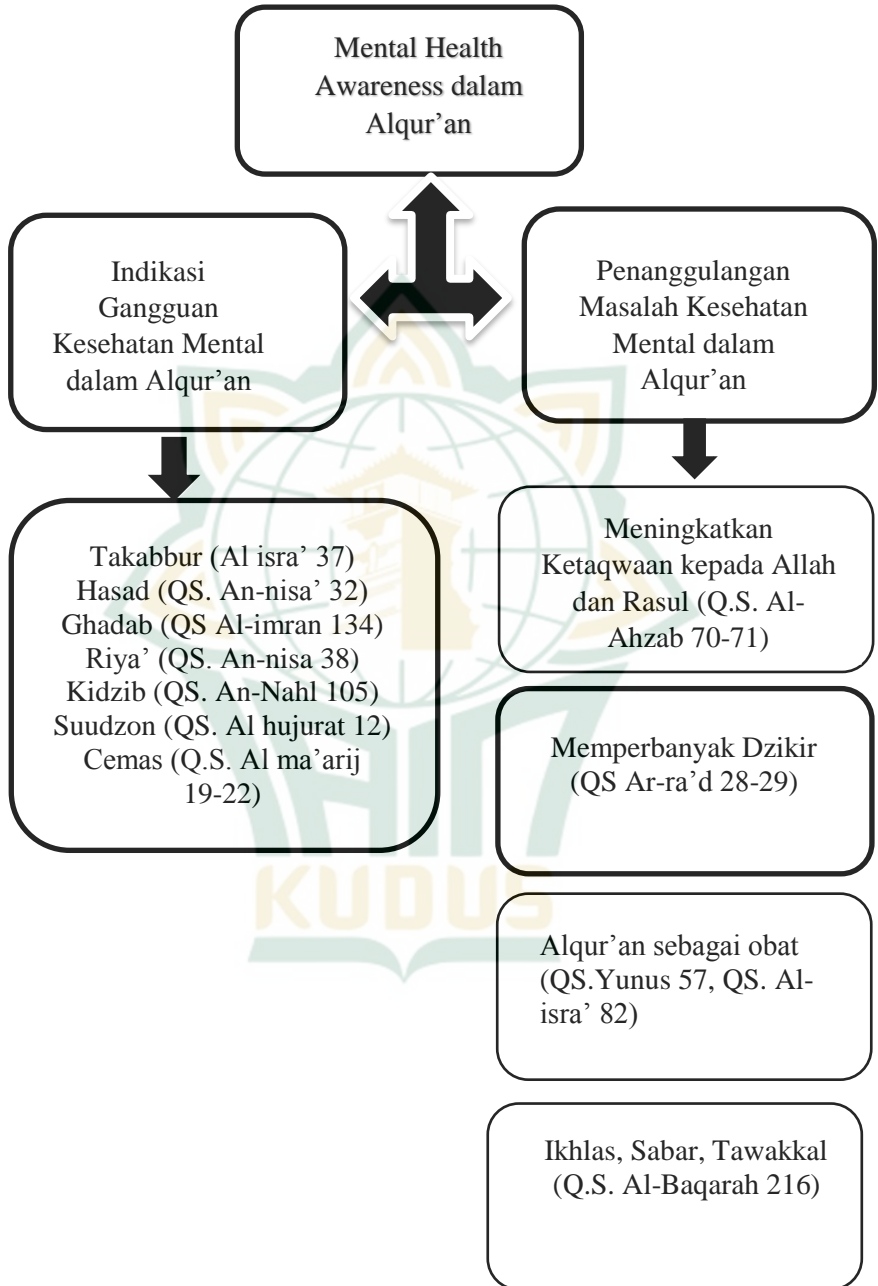 Mental Health
Awareness dalam
Alqur’an
Indikasi
Gangguan
Kesehatan Mental
dalam Alqur’an
Penanggulangan
Masalah Kesehatan
Mental dalam
Alqur’an
Takabbur (Al isra’ 37)
Hasad (QS. An-nisa’ 32)
Ghadab (QS Al-imran 134)
Riya’ (QS. An-nisa 38)
Kidzib (QS. An-Nahl 105)
Suudzon (QS. Al hujurat 12)
Cemas (Q.S. Al ma’arij
19-22)
Meningkatkan
Ketaqwaan kepada Allah
dan Rasul (Q.S. Al-
Ahzab 70-71)
Memperbanyak Dzikir
(QS Ar-ra’d 28-29)
Alqur’an sebagai obat
(QS.Yunus 57, QS. Al-
isra’ 82)
Ikhlas, Sabar, Tawakkal
(Q.S. Al-Baqarah 216)
KUDUS